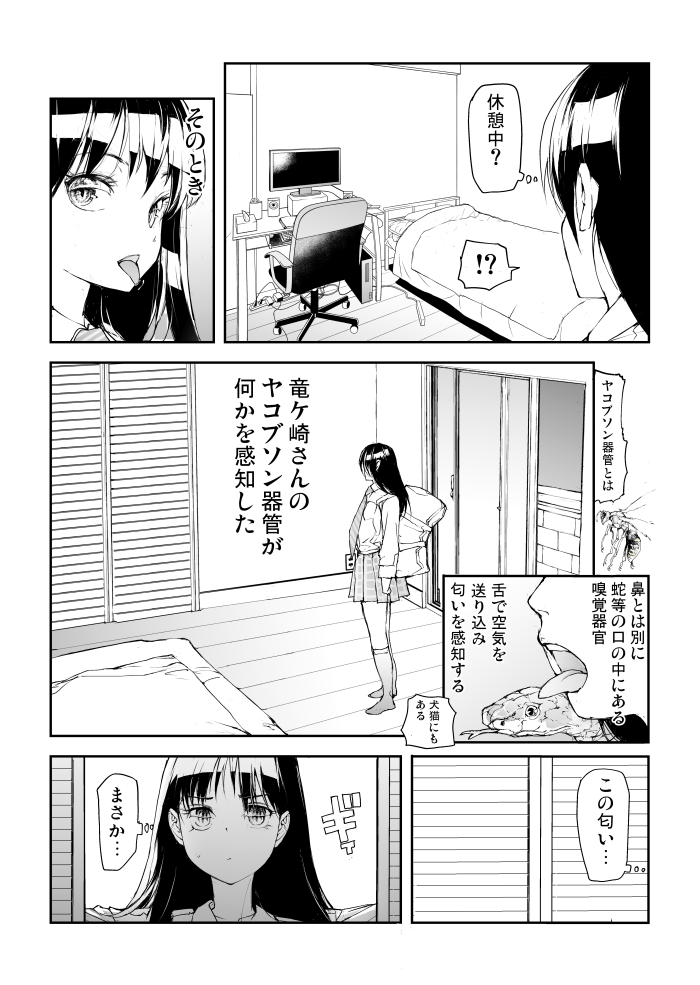 休憩中？
!?
そのとき
ヤコブソン器管とは
竜ケ崎さんの
ヤコブソン器管が
何かを感知した
鼻とは別に
蛇等の口の中にある
嗅覚器官
舌で空気を
送り込み
匂いを感知する
犬猫にも
ある
この匂い…
ギッ
まさか…